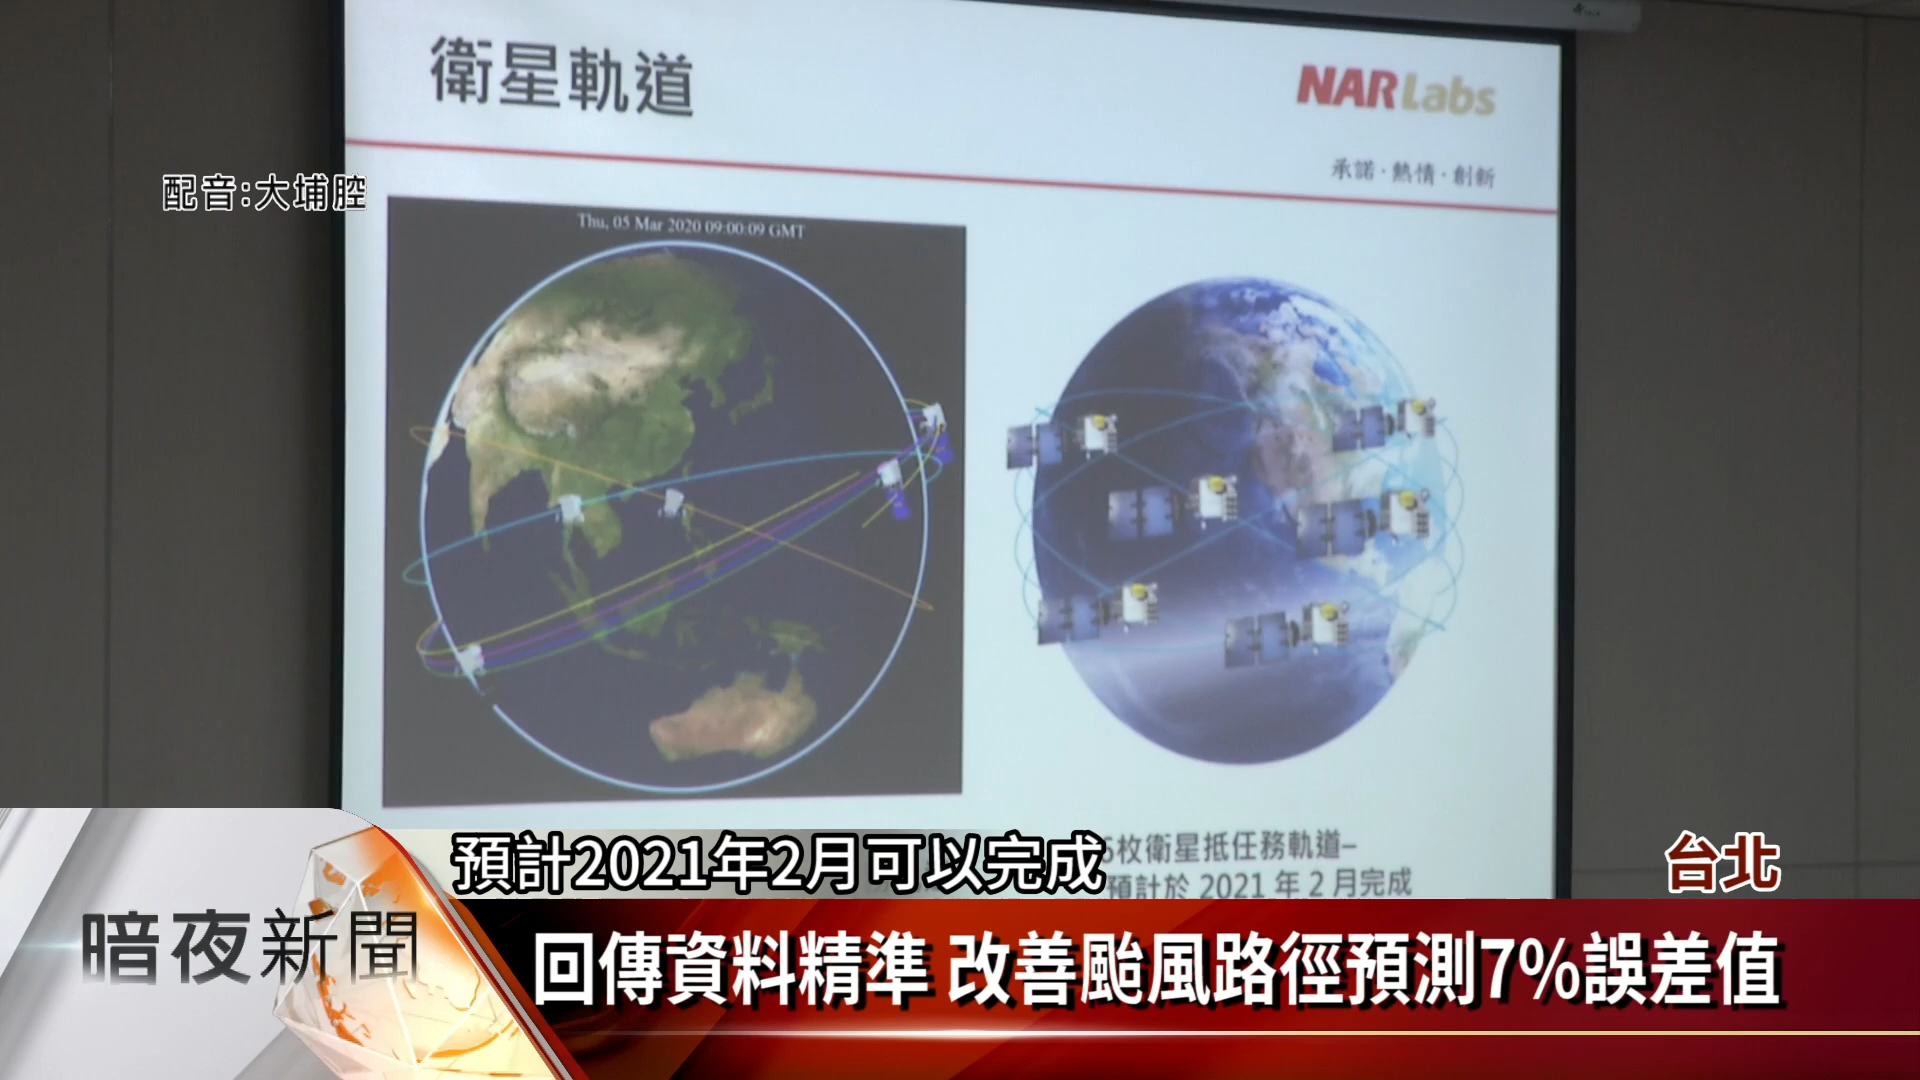 衛星軌道
NARLabs
承諾·熱情·創新
配音:大埔腔
Thu, 05 Mar 2020 09:00:09 GMT
枚衛星抵任務軌道–
預計於 2021 年 2 月完成
預計2021年2月可以完成
台北
暗夜新聞
回傳資料精準 改善颱風路徑預測7%誤差值